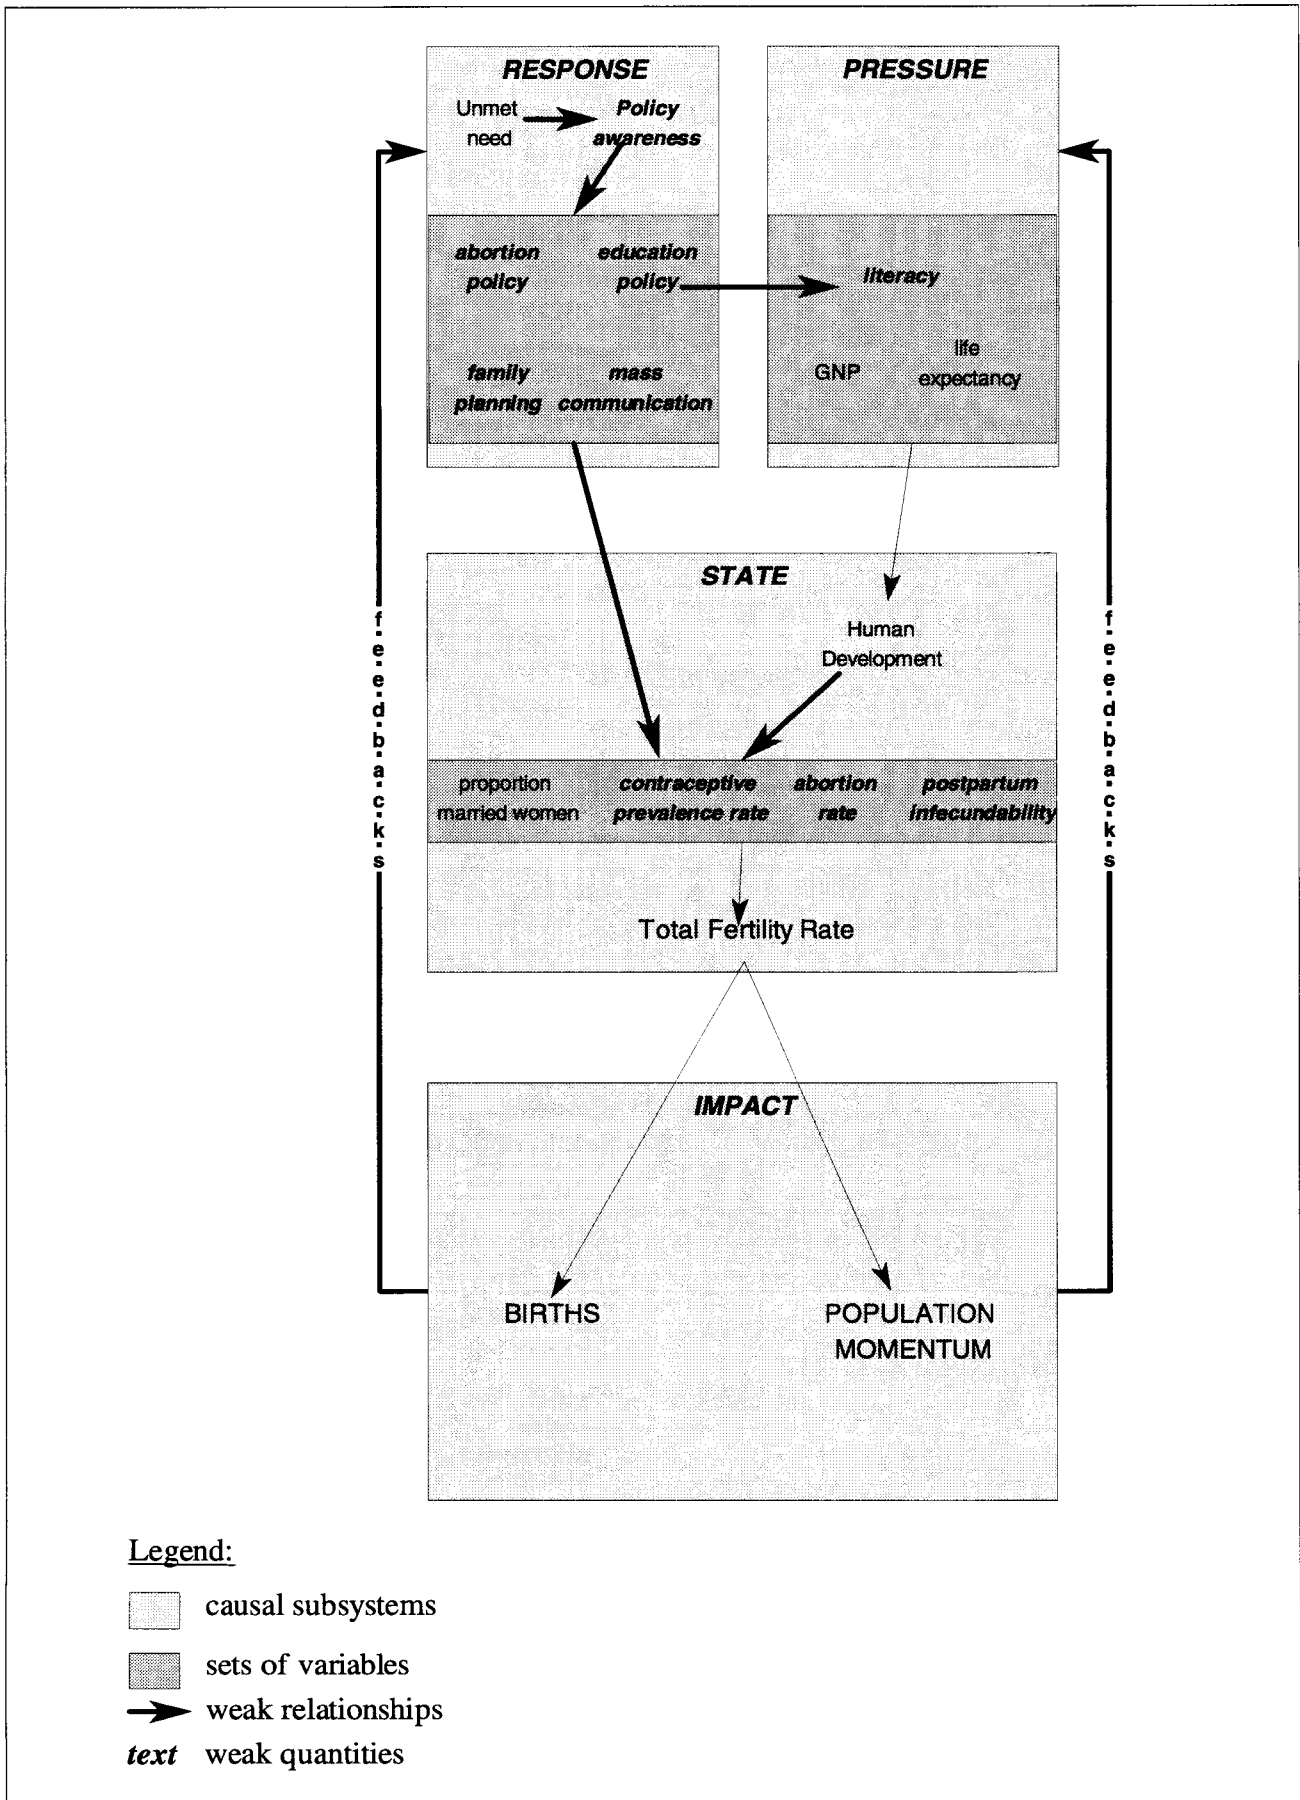 RESPONSE
Unmet
need
Policy
awareness
abortion
policy
education
policy
family
planning
mass
communication
PRESSURE
literacy
GNP
life
expectancy
STATE
Human
Development
proportion
married women
contraceptive
prevalence rate
abortion
rate
postpartum
infecundability
Total Fertility Rate
IMPACT
BIRTHS
POPULATION
MOMENTUM
f-e-e-d-b-a-c-k-s
f-e-e-d-b-a-c-k-s
Legend:
causal subsystems
sets of variables
weak relationships
text weak quantities